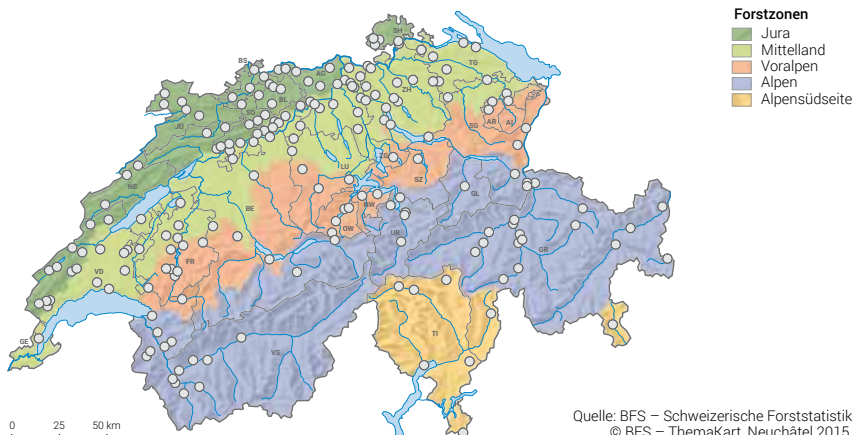 Forstzonen
Jura
Mittelland
Voralpen
Alpen
Alpensüdseite
SH
BS
AG
TG
BL
ZH
SO
JU
SG
AR
AI
ZG
LU
SZ
NE
GL
BE
NW
OW
UR
GR
FR
VD
TI
GE
VS
0 25 50 km
Quelle: BFS – Schweizerische Forststatistik
© BFS – ThemaKart, Neuchâtel 2015